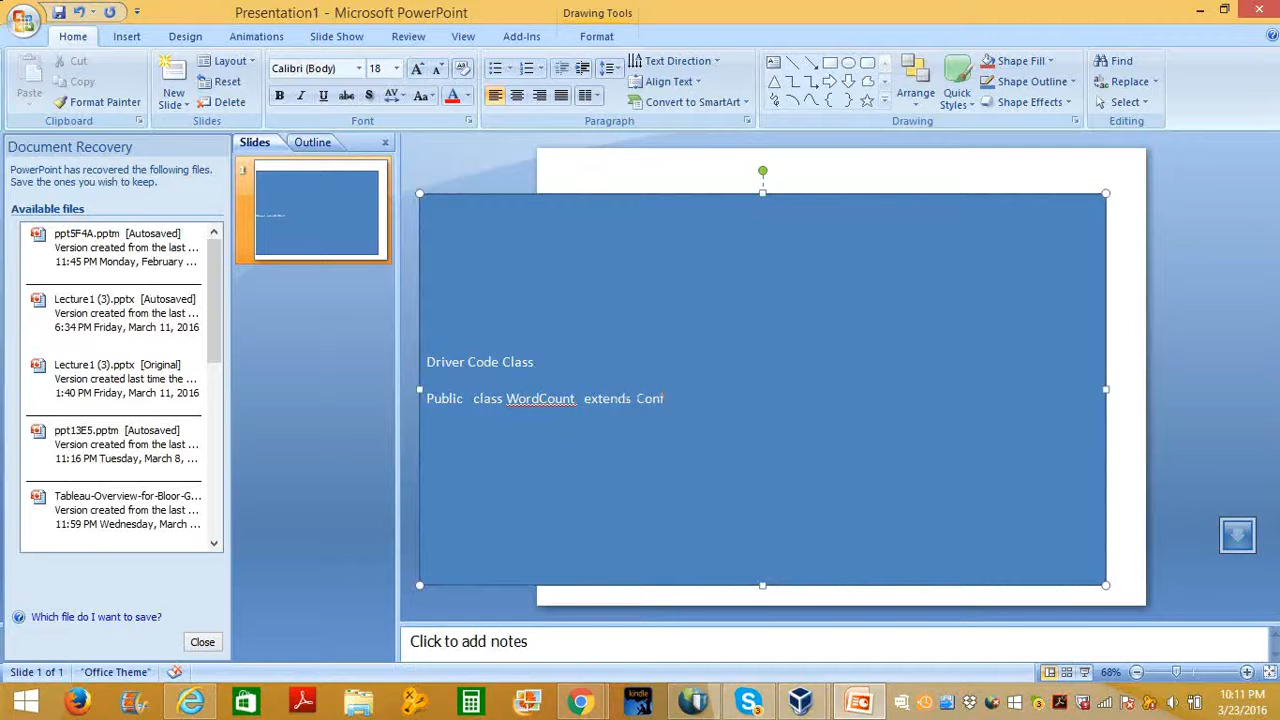 Presentation1 - Microsoft PowerPoint
Drawing Tools
Home Insert Design Animations Slide Show Review View Add-Ins Format
Paste
Cut
Copy
Format Painter
Clipboard
New Slide
Layout
Reset
Delete
Slides
Calibri (Body) 18
B I U abc S AV Aa A
Font
Text Direction
Align Text
Convert to SmartArt
Paragraph
Arrange
Quick Styles
Shape Fill
Shape Outline
Shape Effects
Drawing
Find
Replace
Select
Editing
Document Recovery
PowerPoint has recovered the following files.
Save the ones you wish to keep.
Available files
ppt5F4A.pptm [Autosaved]
Version created from the last ...
11:45 PM Monday, February ...
Lecture1 (3).pptx [Autosaved]
Version created from the last ...
6:34 PM Friday, March 11, 2016
Lecture1 (3).pptx [Original]
Version created last time the ...
1:40 PM Friday, March 11, 2016
ppt13E5.pptm [Autosaved]
Version created from the last ...
11:16 PM Tuesday, March 8, ...
Tableau-Overview-for-Bloor-G...
Version created from the last ...
11:59 PM Wednesday, March ...
Which file do I want to save?
Close
Slides Outline
1
Driver Code Class
Public class WordCount extends Conf
Click to add notes
Slide 1 of 1 "Office Theme" 68%
kindle
10:11 PM
3/23/2016